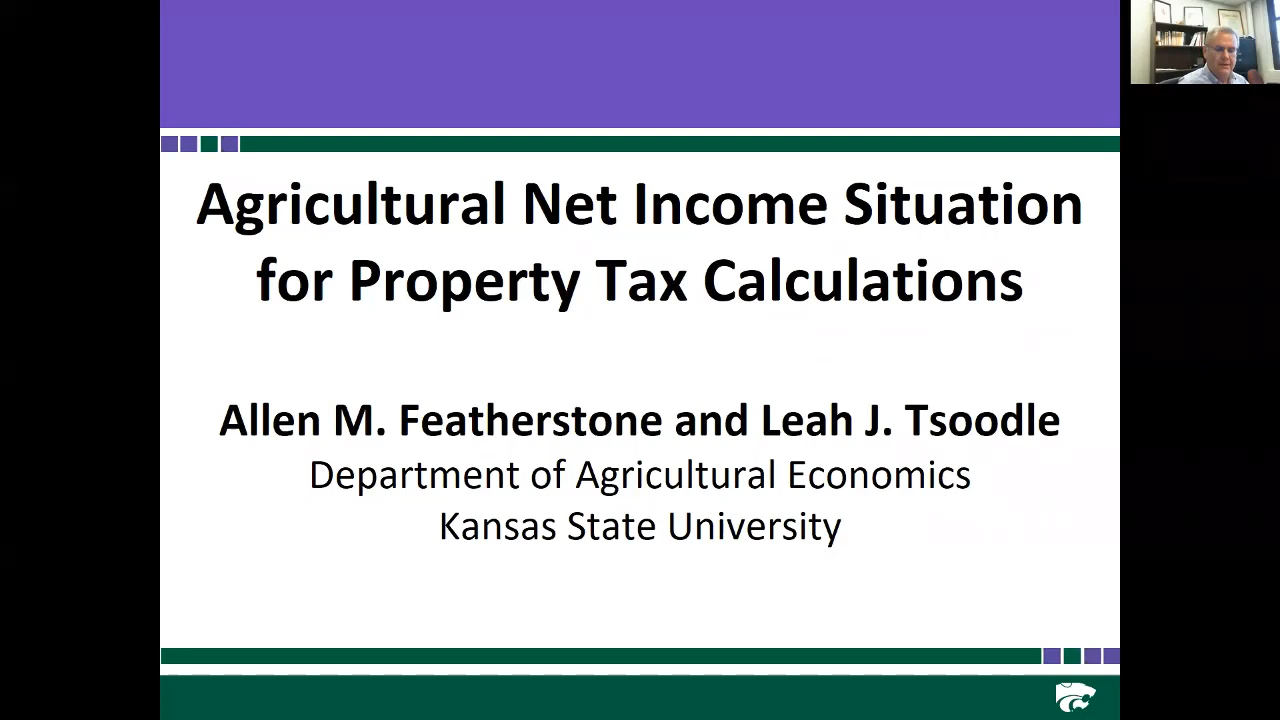 Agricultural Net Income Situation
for Property Tax Calculations
Allen M. Featherstone and Leah J. Tsoodle
Department of Agricultural Economics
Kansas State University